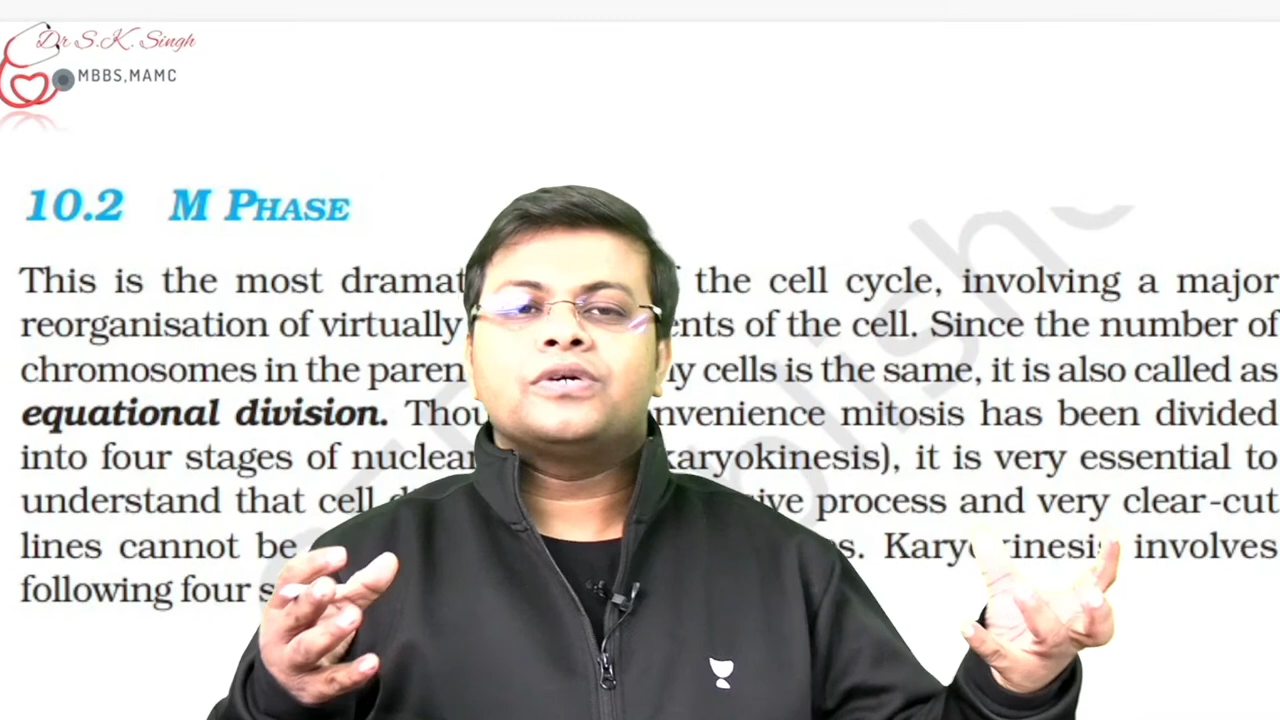 Dr S.K. Singh
MBBS,MAMC
10.2 M PHASE
This is the most dramat the cell cycle, involving a major
reorganisation of virtually ents of the cell. Since the number of
chromosomes in the paren y cells is the same, it is also called as
equational division. Thou nvenience mitosis has been divided
into four stages of nuclear karyokinesis), it is very essential to
understand that cell ive process and very clear-cut
lines cannot be s. Karyokinesis involves
following four s